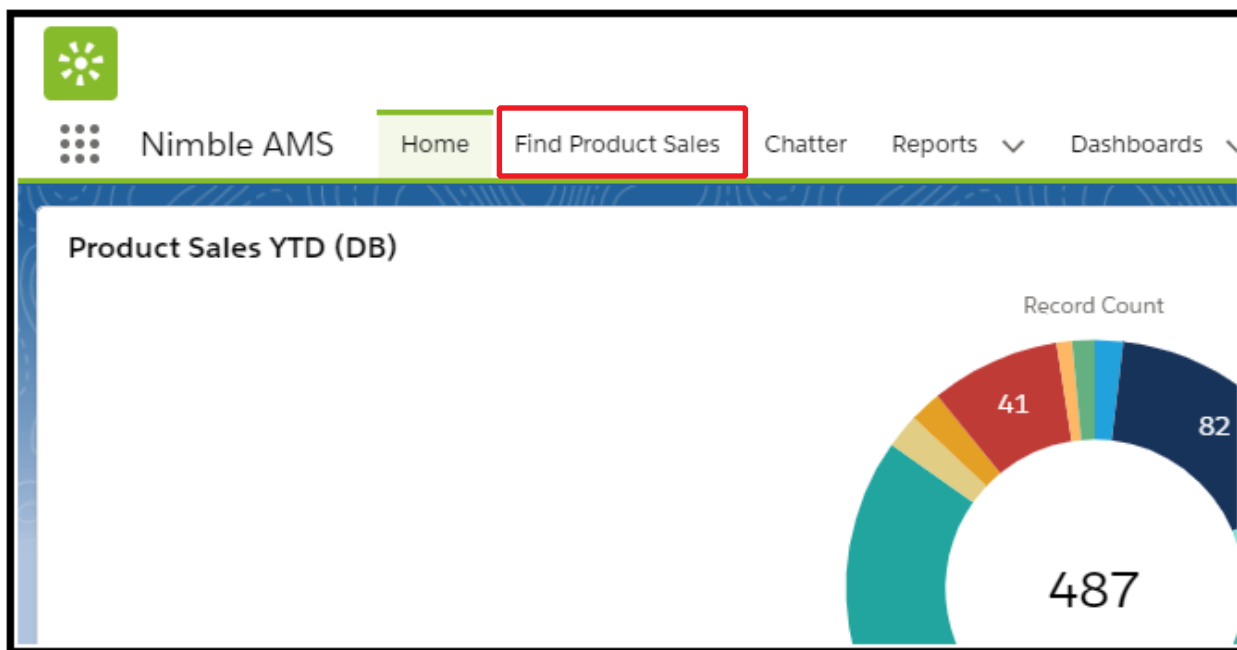 Nimble AMS Home Find Product Sales Chatter Reports Dashboards
Product Sales YTD (DB)
Record Count
41
82
487